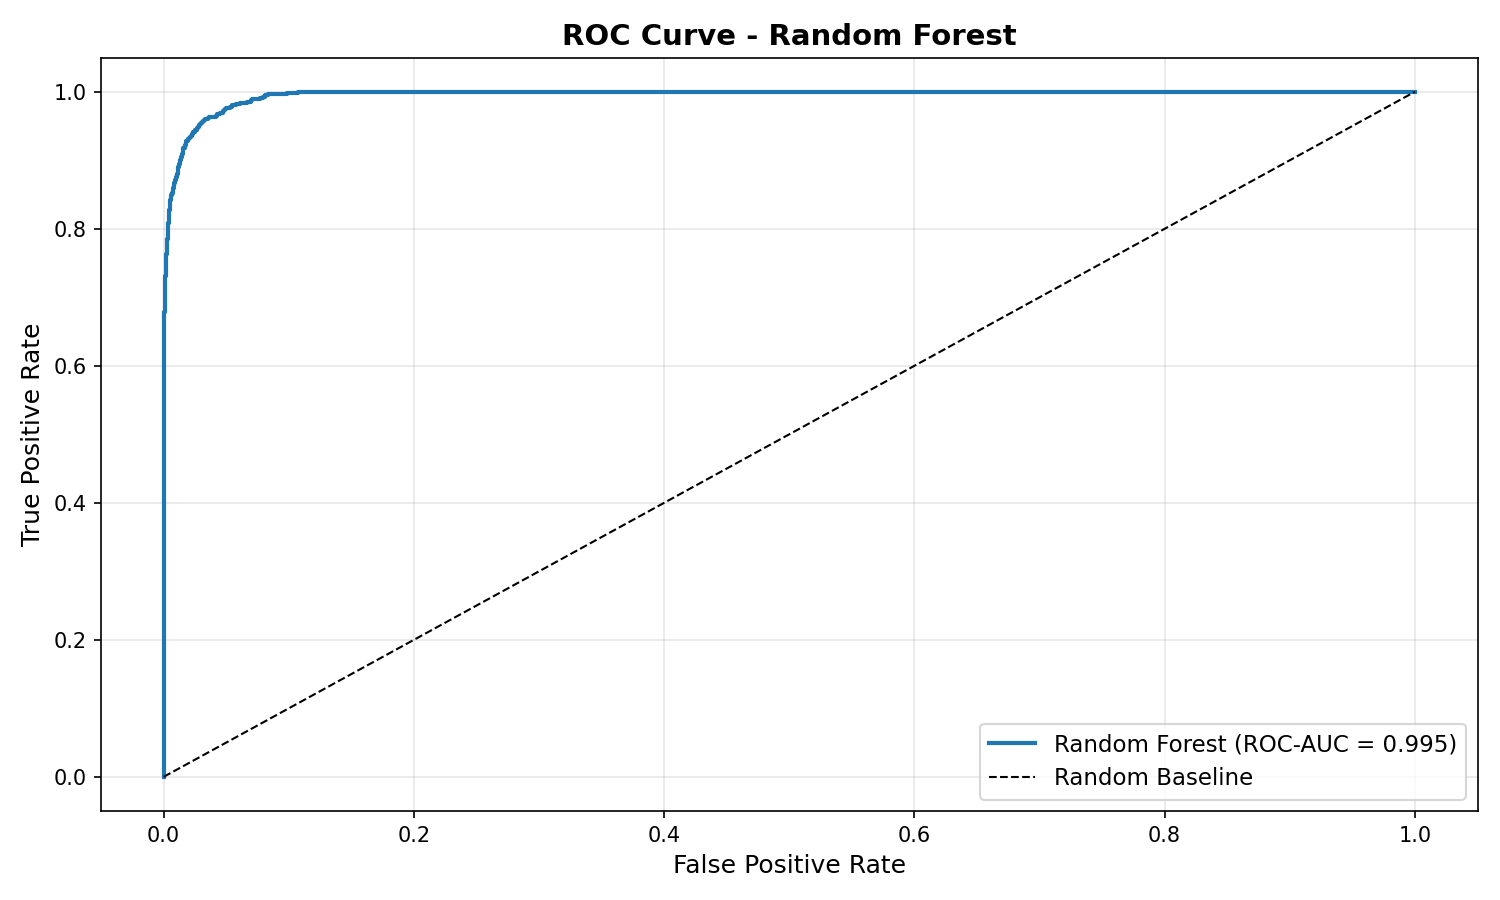 ROC Curve - Random Forest
1.0
0.8
0.6
0.4
0.2
0.0
True Positive Rate
0.0 0.2 0.4 0.6 0.8 1.0
False Positive Rate
Random Forest (ROC-AUC = 0.995)
Random Baseline